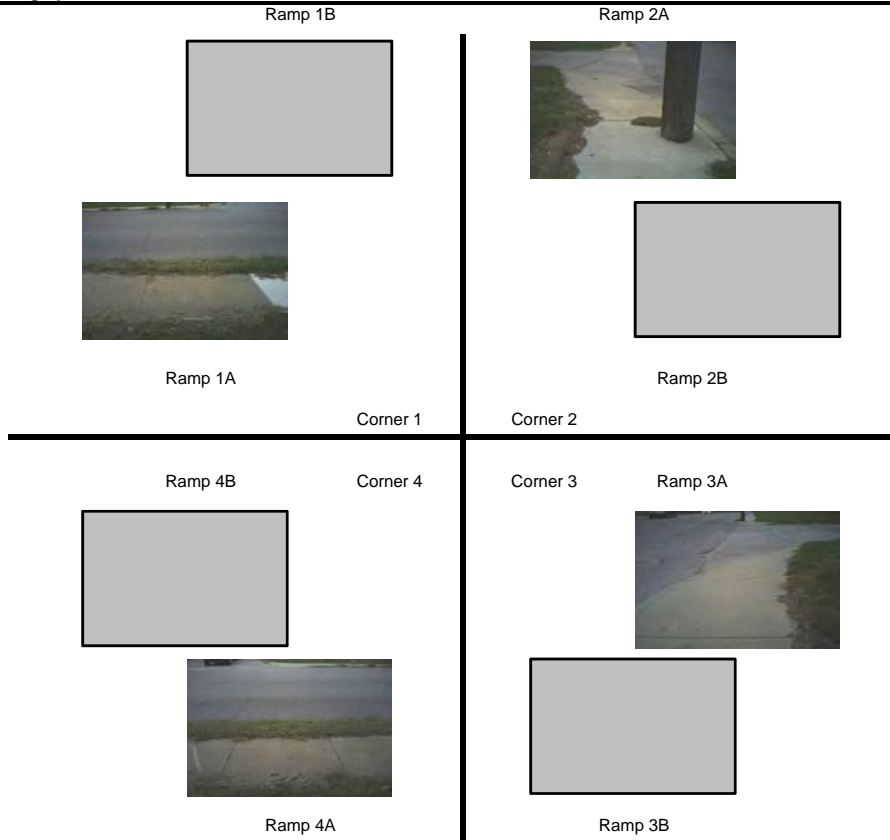 Ramp 1B Ramp 2A
Ramp 1A Ramp 2B
Corner 1 Corner 2
Ramp 4B Corner 4 Corner 3 Ramp 3A
Ramp 4A Ramp 3B